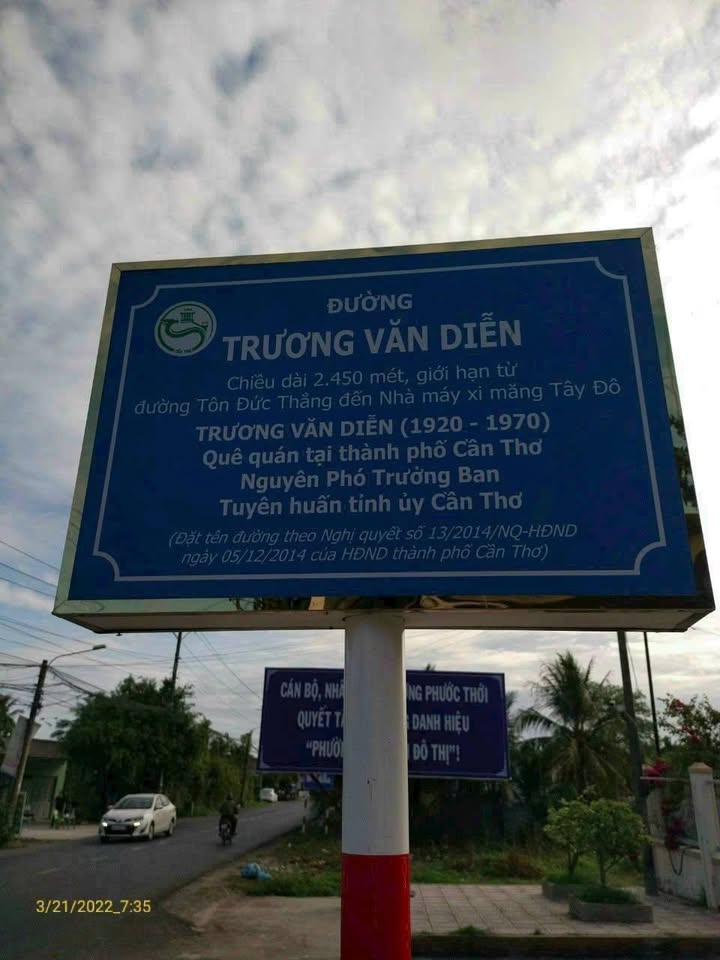 ĐƯỜNG
TRƯƠNG VĂN DIỄN
Chiều dài 2.450 mét, giới hạn từ
đường Tôn Đức Thắng đến Nhà máy xi măng Tây Đô
TRƯƠNG VĂN DIỄN (1920 - 1970)
Quê quán tại thành phố Cần Thơ
Nguyên Phó Trưởng Ban
Tuyên huấn tỉnh ủy Cần Thơ
(Đặt tên đường theo Nghị quyết số 13/2014/NQ-HĐND
ngày 05/12/2014 của HĐND thành phố Cần Thơ)
CÁN BỘ, PHƯỚC THỚI
QUYẾT DANH HIỆU
ĐÔ THỊ"!
3/21/2022_7:35